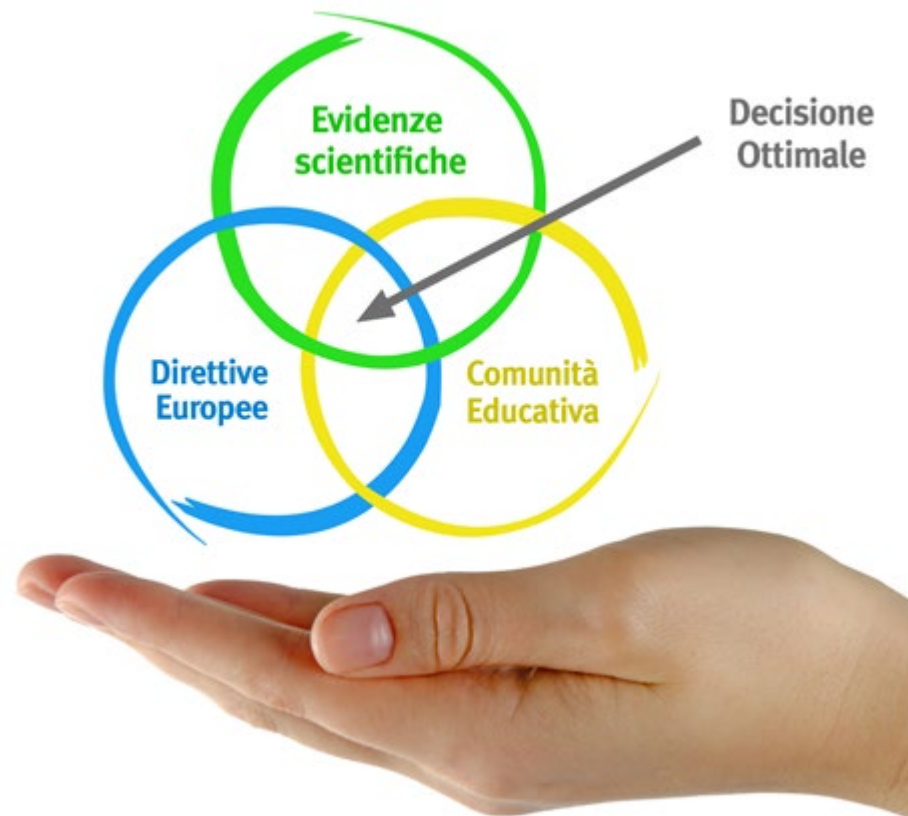 Evidenze
scientifiche
Decisione
Ottimale
Direttive
Europee
Comunità
Educativa